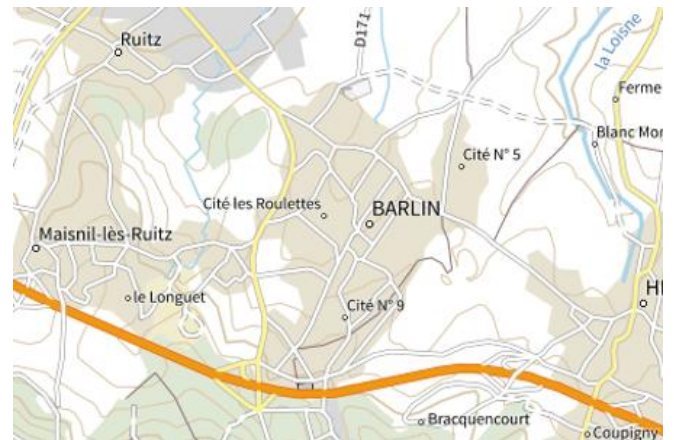 Ruitz
D171
la Loisne
Ferme
Blanc Mor
Cité N° 5
Cité les Roulettes
BARLIN
Maisnil-lès-Ruitz
le Longuet
Cité N° 9
Bracquencourt
Coupigny